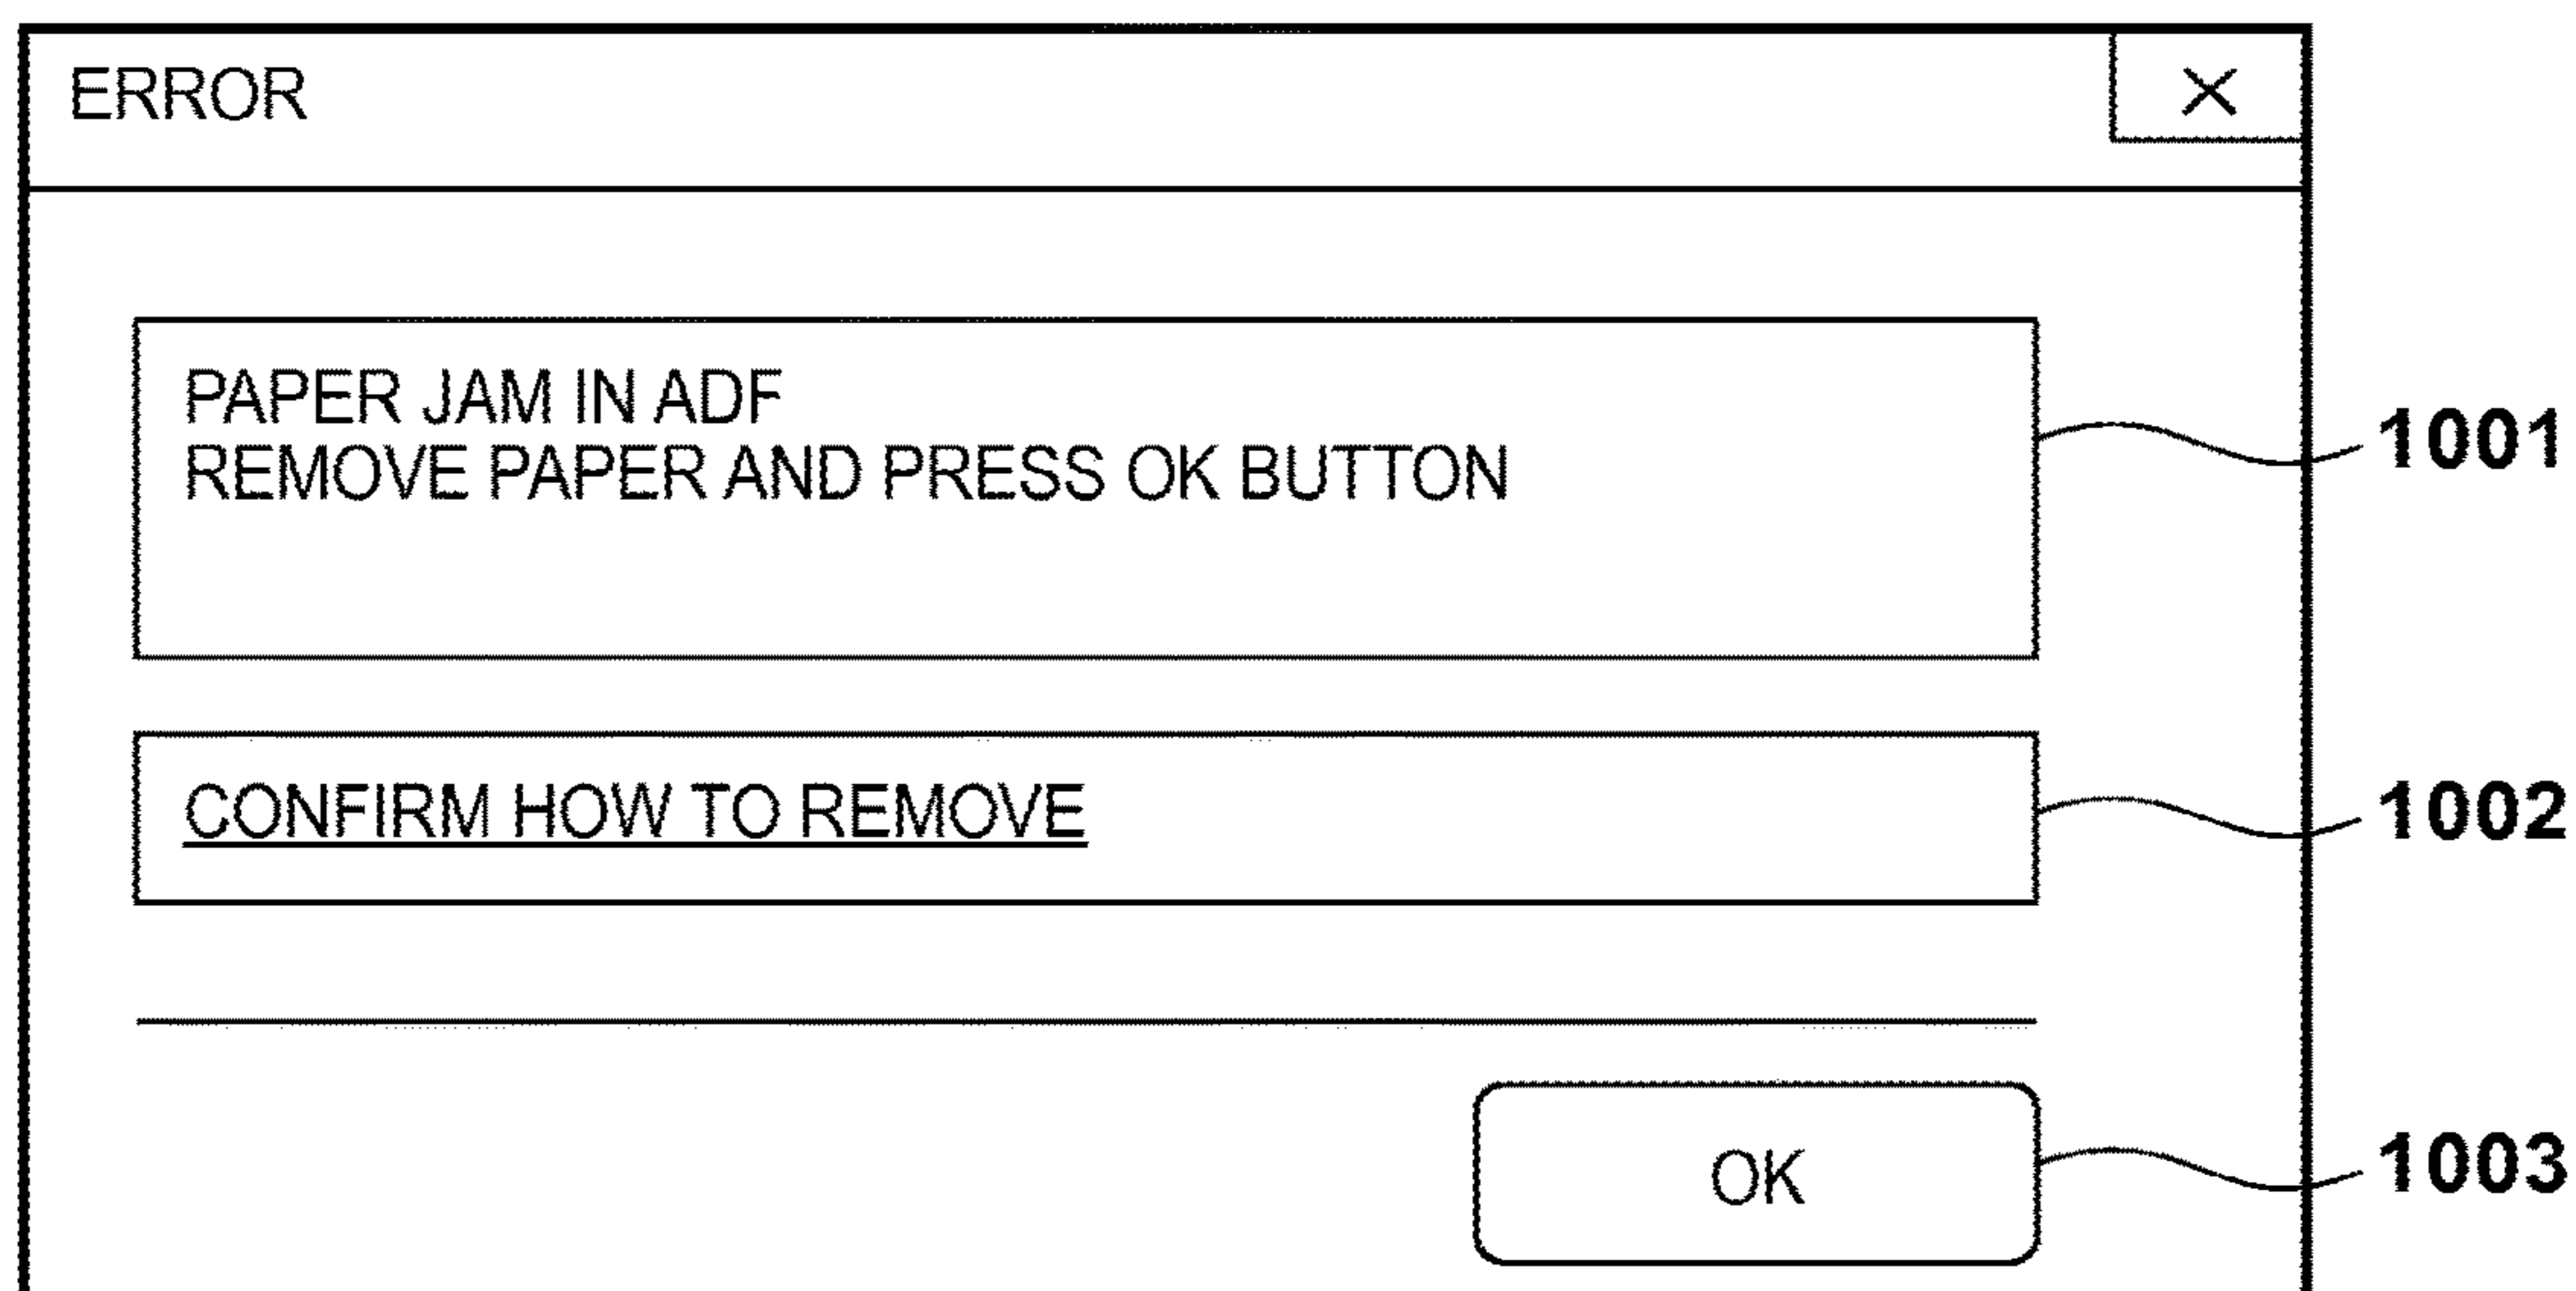 ERROR
×
PAPER JAM IN ADF
REMOVE PAPER AND PRESS OK BUTTON
1001
CONFIRM HOW TO REMOVE
1002
OK
1003